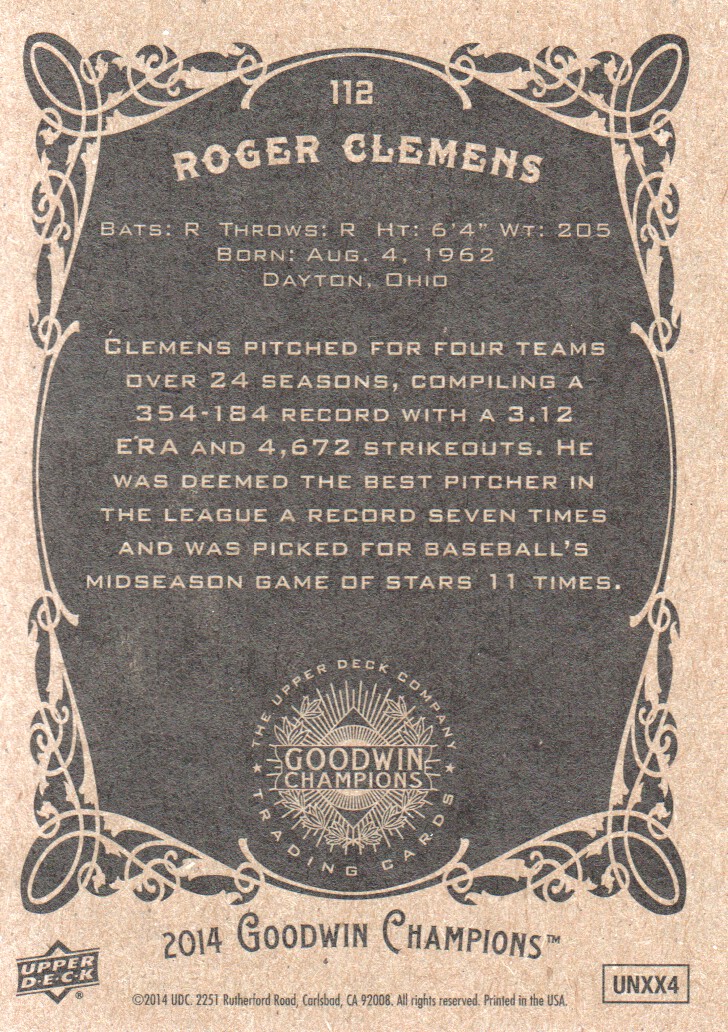 112
ROGER CLEMENS
BATS: R THROWS: R HT: 6'4" WT: 205
BORN: AUG. 4, 1962
DAYTON, OHIO
CLEMENS PITCHED FOR FOUR TEAMS
OVER 24 SEASONS, COMPILING A
354-184 RECORD WITH A 3.12
ERA AND 4,672 STRIKEOUTS. HE
WAS DEEMED THE BEST PITCHER IN
THE LEAGUE A RECORD SEVEN TIMES
AND WAS PICKED FOR BASEBALL'S
MIDSEASON GAME OF STARS 11 TIMES.
THE UPPER DECK COMPANY
GOODWIN
CHAMPIONS
★ TRADING CARDS ★
2014 GOODWIN CHAMPIONS™
UPPER
D·E·C·K
®
©2014 UDC. 2251 Rutherford Road, Carlsbad, CA 92008. All rights reserved. Printed in the USA.
UNXX4